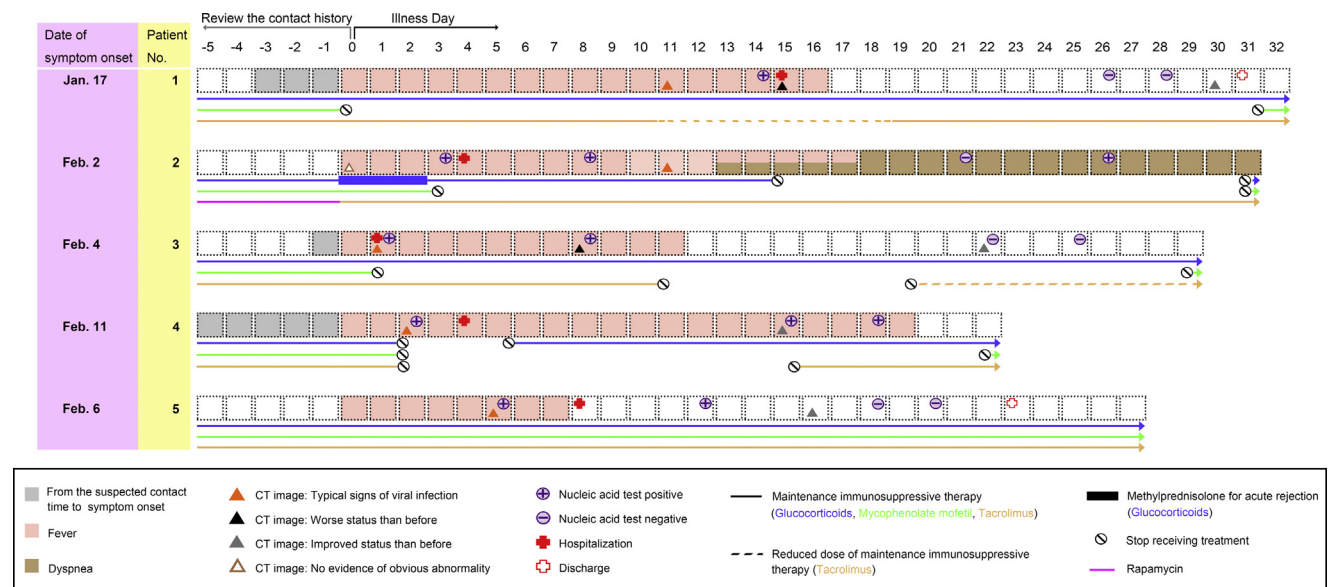 Review the contact history
Illness Day
Date of symptom onset
Patient No.
-5 -4 -3 -2 -1 0 1 2 3 4 5 6 7 8 9 10 11 12 13 14 15 16 17 18 19 20 21 22 23 24 25 26 27 28 29 30 31 32
Jan. 17 1
Feb. 2 2
Feb. 4 3
Feb. 11 4
Feb. 6 5
From the suspected contact
time to symptom onset
Fever
Dyspnea
CT image: Typical signs of viral infection
CT image: Worse status than before
CT image: Improved status than before
CT image: No evidence of obvious abnormality
Nucleic acid test positive
Nucleic acid test negative
Hospitalization
Discharge
Maintenance immunosuppressive therapy
(Glucocorticoids, Mycophenolate mofetil, Tacrolimus)
Reduced dose of maintenance immunosuppressive
therapy (Tacrolimus)
Methylprednisolone for acute rejection
(Glucocorticoids)
Stop receiving treatment
Rapamycin